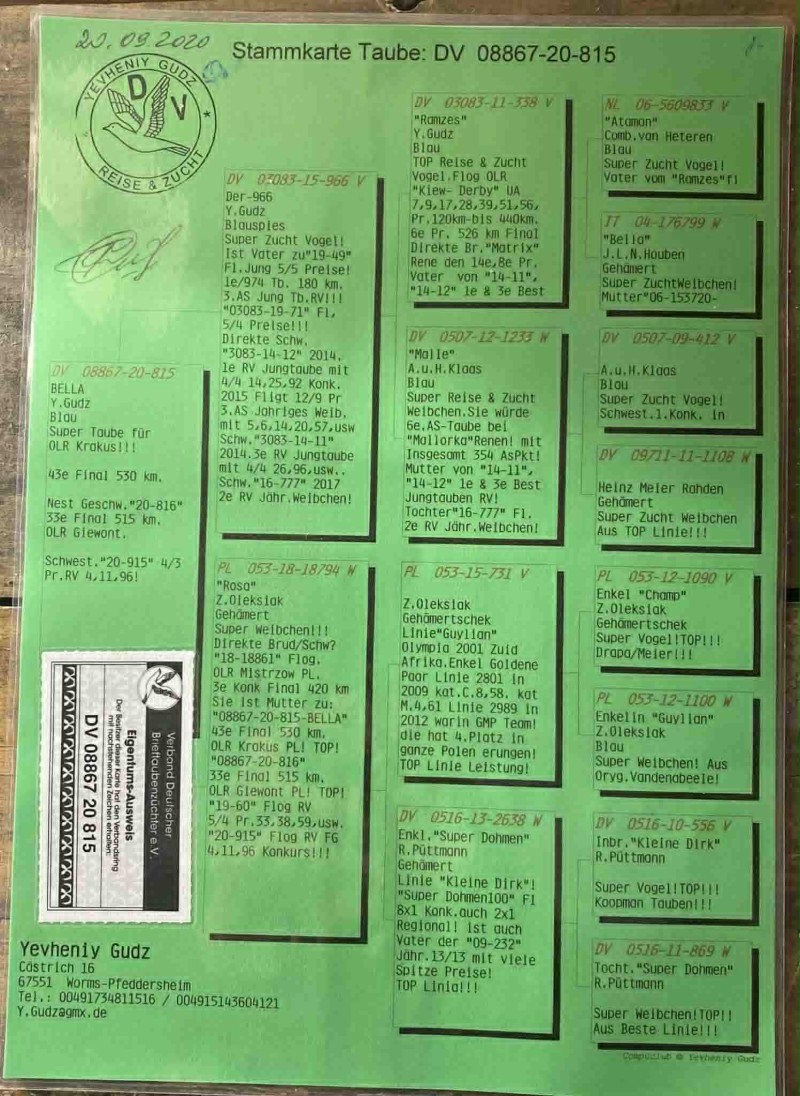 20.09.2020
Stammkarte Taube: DV 08867-20-815
YEVHENIY GUDZ
DV
REISE & ZUCHT
DV 08867-20-815
BELLA
Y.Gudz
Blau
Super Taube für
OLR Krakus!!!
43e Final 530 km.
Nest Geschw."20-816"
33e Final 515 km.
OLR Giewont.
Schwest."20-915" 4/3
Pr.RV 4,11,96!
DV 03083-15-966 V
Der-966
Y.Gudz
Blauspies
Super Zucht Vogel!
Ist Vater zu"19-49"
Fl.Jung 5/5 Preise!
1e/974 Tb. 180 km.
3.AS Jung Tb.RV!!!
"03083-19-71" Fl,
5/4 Preise!!!
Direkte Schw.
"3083-14-12" 2014.
1e RV Jungtaube mit
4/4 14,25,92 Konk.
2015 Fligt 12/9 Pr
3.AS Jahriges Weib.
mit 5,6,14,20,57,usw
Schw."3083-14-11"
2014.3e RV Jungtaube
mit 4/4 26,96,usw..
Schw."16-777" 2017
2e RV Jähr.Weibchen!
PL 053-18-18794 W
"Rosa"
Z.Oleksiak
Gehämert
Super Weibchen!!!
Direkte Brud/Schw?
"18-18861" Flog.
OLR Mistrzow PL.
3e Konk Final 420 km
Sie ist Mutter zu:
"08867-20-815-BELLA"
43e Final 530 km.
OLR Krakus PL! TOP!
"08867-20-816"
33e Final 515 km.
OLR Giewont PL! TOP!
"19-60" Flog RV
5/4 Pr.33,38,59,usw.
"20-915" Flog RV FG
4,11,96 Konkurs!!!
DV 03083-11-338 V
"Ramzes"
Y.Gudz
Blau
TOP Reise & Zucht
Vogel.Flog OLR
"Kiew- Derby" UA
7,9,17,28,39,51,56,
Pr.120km-bis 440km.
6e Pr. 526 km Final
Direkte Br."Matrix"
Rene den 14e,8e Pr.
Vater von "14-11",
"14-12" 1e & 3e Best
DV 0507-12-1233 W
"Malle"
A.u.H.Klaas
Blau
Super Reise & Zucht
Weibchen.Sie würde
6e.AS-Taube bei
"Mallorka"Renen! mit
Insgesamt 354 AsPkt!
Mutter von "14-11",
"14-12" 1e & 3e Best
Jungtauben RV!
Tochter"16-777" Fl.
2e RV Jähr.Weibchen!
PL 053-15-731 V
Z.Oleksiak
Gehämertschek
Linie"Guylian"
Olympia 2001 Zuid
Afrika.Enkel Goldene
Paar Linie 2801 in
2009 kat.C.8,58. kat
M.4,61 Linie 2989 in
2012 warin GMP Team!
die hat 4.Platz in
ganze Polen erungen!
TOP Linie Leistung!
DV 0516-13-2638 W
Enkl."Super Dohmen"
R.Püttmann
Gehämert
Linie "Kleine Dirk"!
"Super Dohmen100" Fl
8x1 Konk.auch 2x1
Regional! ist auch
Vater der "09-232"
Jähr.13/13 mit viele
Spitze Preise!
TOP Linia!!!
NL 06-5609833 V
"Ataman"
Comb.van Heteren
Blau
Super Zucht Vogel!
Vater vom "Ramzes"fl
IT 04-176799 W
"Bella"
J.L.N.Houben
Gehämert
Super ZuchtWeibchen!
Mutter"06-153720-
DV 0507-09-412 V
A.u.H.Klaas
Blau
Super Zucht Vogel!
Schwest.1.Konk. in
DV 09711-11-1108 W
Heinz Meier Rahden
Gehämert
Super Zucht Weibchen
Aus TOP Linie!!!
PL 053-12-1090 V
Enkel "Champ"
Z.Oleksiak
Gehämertschek
Super Vogel!TOP!!!
Drapa/Meier!!!
PL 053-12-1100 W
Enkelin "Guylian"
Z.Oleksiak
Blau
Super Weibchen! Aus
Oryg.Vandenabeele!
DV 0516-10-556 V
Inbr."Kleine Dirk"
R.Püttmann
Super Vogel!TOP!!!
Koopman Tauben!!!
DV 0516-11-869 W
Tocht."Super Dohmen"
R.Püttmann
Super Weibchen!TOP!!
Aus Beste Linie!!!
Verband Deutscher
Brieftaubenzüchter e.V.
Eigentums-Ausweis
Der Besitzer dieser Karte hat den Verbandsring
mit nachstehenden Zeichen erhalten:
DV 08867 20 815
Yevheniy Gudz
Cästrich 16
67551 Worms-Pfeddersheim
Tel.: 00491734811516 / 004915143604121
Y.Gudz@gmx.de
Compuclub © Yevheniy Gudz